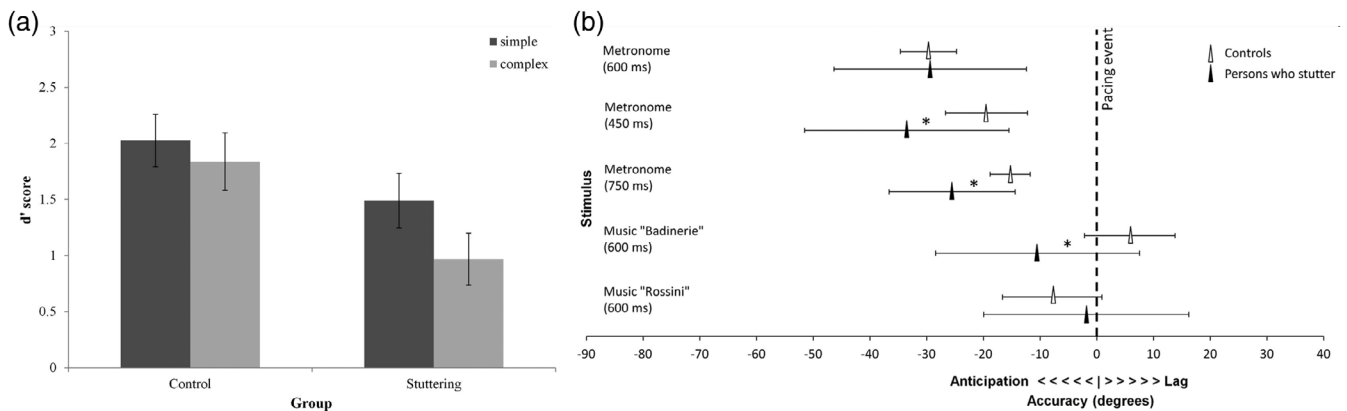 (a)
3
2.5
2
1.5
1
0.5
0
d' score
simple
complex
Control
Stuttering
Group
(b)
Metronome
(600 ms)
Metronome
(450 ms)
*
Metronome
(750 ms)
*
Music "Badinerie"
(600 ms)
*
Music "Rossini"
(600 ms)
Stimulus
Pacing event
Controls
Persons who stutter
-90 -80 -70 -60 -50 -40 -30 -20 -10 0 10 20 30 40
Anticipation < < < < < | > > > > > Lag
Accuracy (degrees)